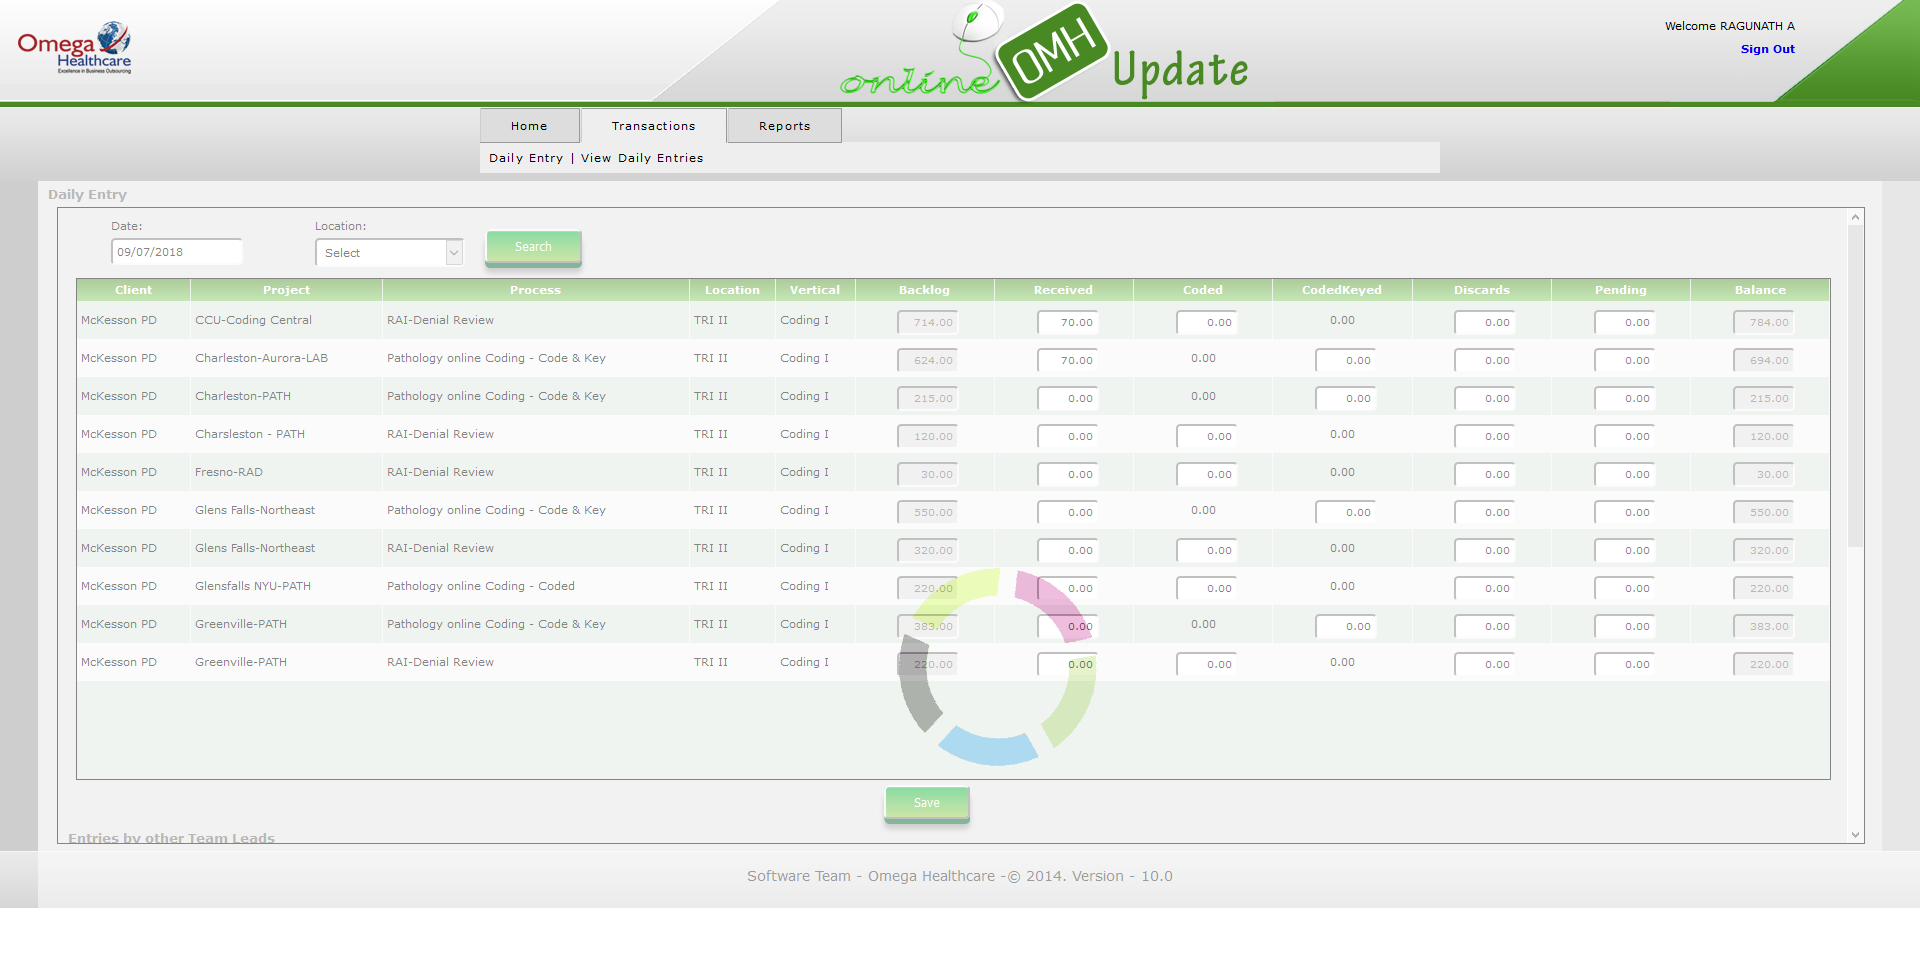 Omega
Healthcare
Excellence in Business Outsourcing
online OMH Update
Welcome RAGUNATH A
Sign Out
Home Transactions Reports
Daily Entry | View Daily Entries
Daily Entry
Date: Location:
09/07/2018 Select Search
Client Project Process Location Vertical Backlog Received Coded CodedKeyed Discards Pending Balance
McKesson PD CCU-Coding Central RAI-Denial Review TRI II Coding I 714.00 70.00 0.00 0.00 0.00 0.00 784.00
McKesson PD Charleston-Aurora-LAB Pathology online Coding - Code & Key TRI II Coding I 624.00 70.00 0.00 0.00 0.00 0.00 694.00
McKesson PD Charleston-PATH Pathology online Coding - Code & Key TRI II Coding I 215.00 0.00 0.00 0.00 0.00 0.00 215.00
McKesson PD Charsleston - PATH RAI-Denial Review TRI II Coding I 120.00 0.00 0.00 0.00 0.00 0.00 120.00
McKesson PD Fresno-RAD RAI-Denial Review TRI II Coding I 30.00 0.00 0.00 0.00 0.00 0.00 30.00
McKesson PD Glens Falls-Northeast Pathology online Coding - Code & Key TRI II Coding I 550.00 0.00 0.00 0.00 0.00 0.00 550.00
McKesson PD Glens Falls-Northeast RAI-Denial Review TRI II Coding I 320.00 0.00 0.00 0.00 0.00 0.00 320.00
McKesson PD Glensfalls NYU-PATH Pathology online Coding - Coded TRI II Coding I 220.00 0.00 0.00 0.00 0.00 0.00 220.00
McKesson PD Greenville-PATH Pathology online Coding - Code & Key TRI II Coding I 383.00 0.00 0.00 0.00 0.00 0.00 383.00
McKesson PD Greenville-PATH RAI-Denial Review TRI II Coding I 220.00 0.00 0.00 0.00 0.00 0.00 220.00
Save
Entries by other Team Leads
Software Team - Omega Healthcare -© 2014. Version - 10.0